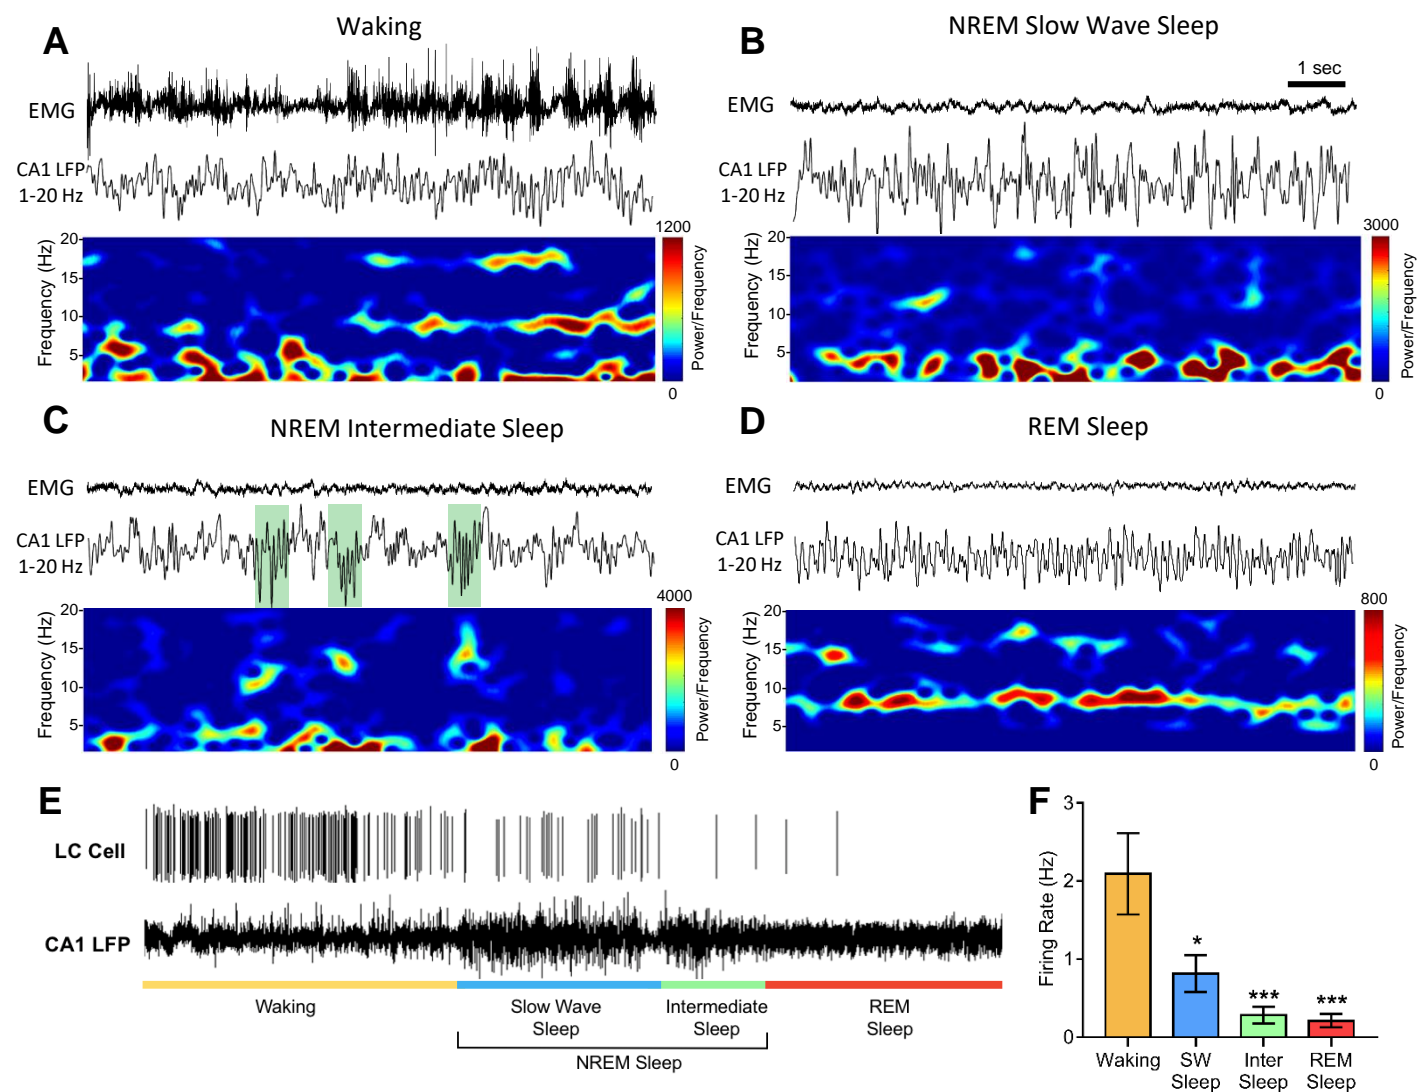 A
Waking
EMG
CA1 LFP
1-20 Hz
Frequency (Hz)
20
15
10
5
1200
Power/Frequency
0
B
NREM Slow Wave Sleep
1 sec
EMG
CA1 LFP
1-20 Hz
Frequency (Hz)
20
15
10
5
3000
Power/Frequency
0
C
NREM Intermediate Sleep
EMG
CA1 LFP
1-20 Hz
Frequency (Hz)
20
15
10
5
4000
Power/Frequency
0
D
REM Sleep
EMG
CA1 LFP
1-20 Hz
Frequency (Hz)
20
15
10
5
800
Power/Frequency
0
E
LC Cell
CA1 LFP
Waking
Slow Wave
Sleep
Intermediate
Sleep
REM
Sleep
NREM Sleep
F
Firing Rate (Hz)
3
2
1
0
*
***
***
Waking
SW
Sleep
Inter
Sleep
REM
Sleep